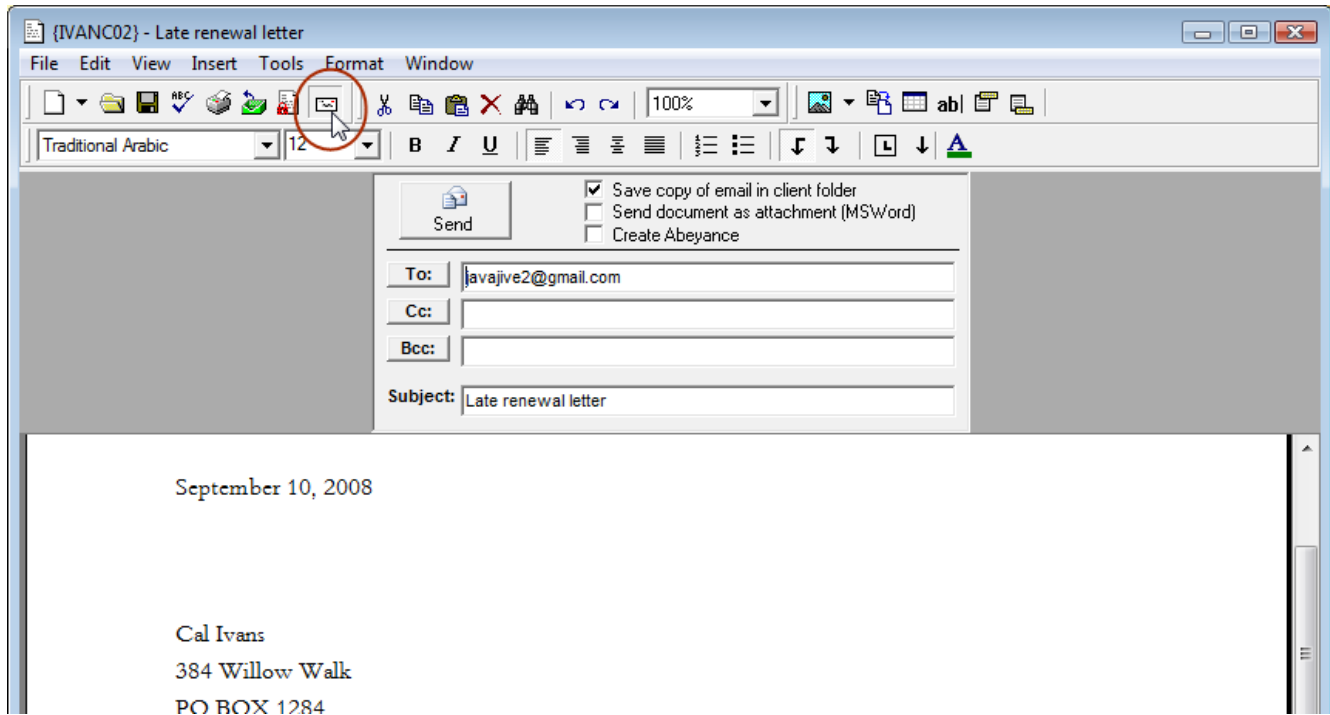 {IVANC02} - Late renewal letter
File Edit View Insert Tools Format Window
ABC 100% ab|
Traditional Arabic 12 B I U A
Save copy of email in client folder
Send document as attachment (MSWord)
Send
Create Abeyance
To: javajive2@gmail.com
Cc:
Bcc:
Subject: Late renewal letter
September 10, 2008
Cal Ivans
384 Willow Walk
PO BOX 1284